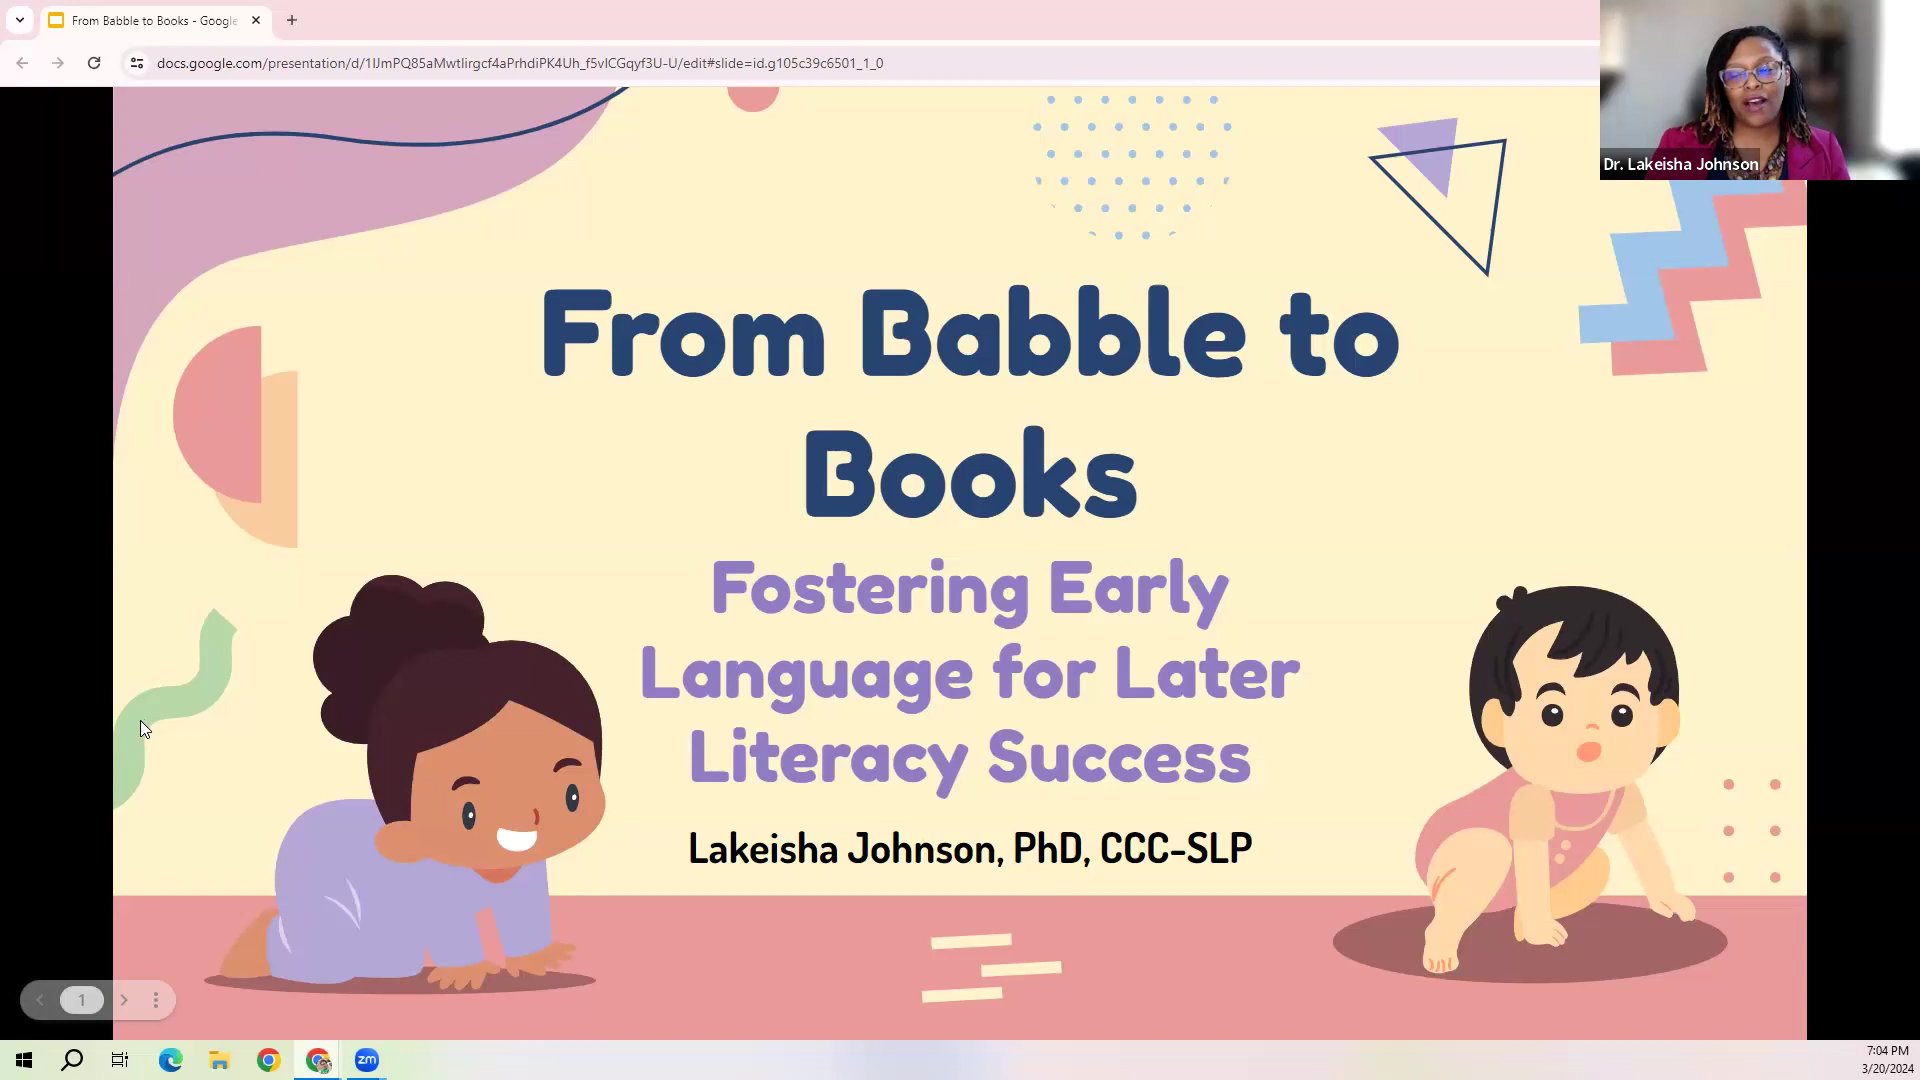 From Babble to Books - Google
docs.google.com/presentation/d/1lJmPQ85aMwtlirgcf4aPrhdiPK4Uh_f5vlCGqyf3U-U/edit#slide=id.g105c39c6501_1_0
Dr. Lakeisha Johnson
From Babble to
Books
Fostering Early
Language for Later
Literacy Success
Lakeisha Johnson, PhD, CCC-SLP
1
zm
7:04 PM
3/20/2024